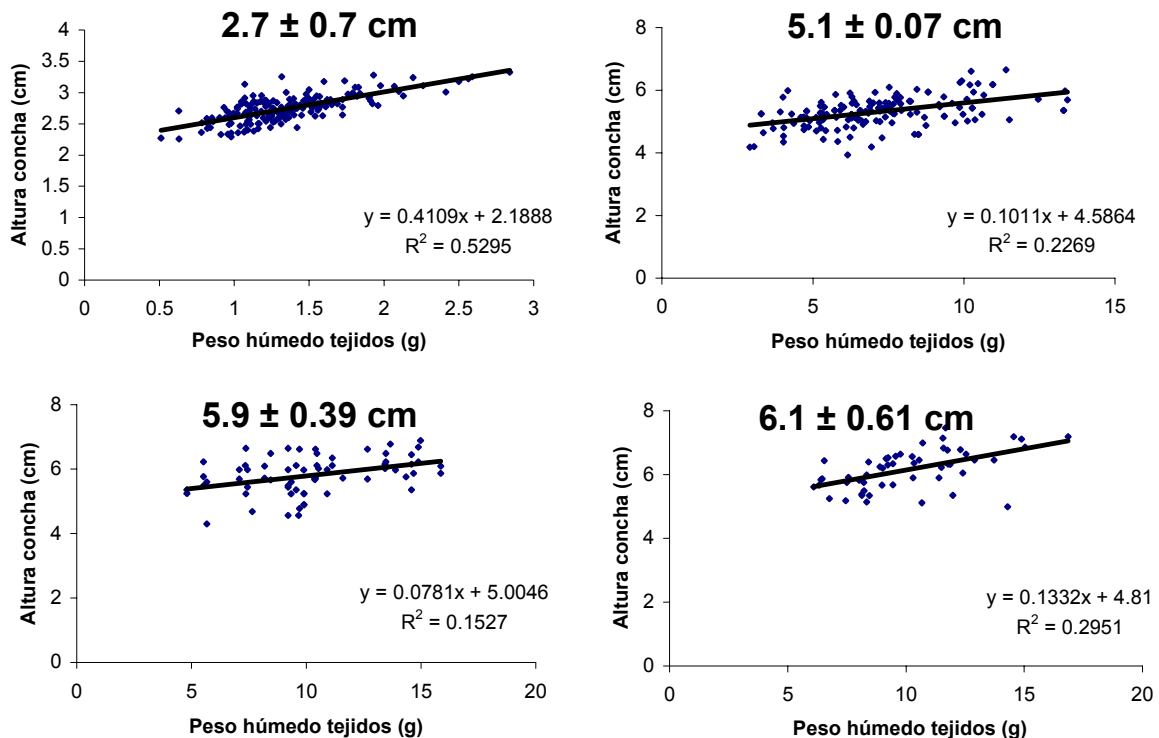 2.7 ± 0.7 cm
Altura concha (cm)
4
3.5
3
2.5
2
1.5
1
0.5
0
y = 0.4109x + 2.1888
R² = 0.5295
0 0.5 1 1.5 2 2.5 3
Peso húmedo tejidos (g)
5.1 ± 0.07 cm
Altura concha (cm)
8
6
4
2
0
y = 0.1011x + 4.5864
R² = 0.2269
0 5 10 15
Peso húmedo tejidos (g)
5.9 ± 0.39 cm
Altura concha (cm)
8
6
4
2
0
y = 0.0781x + 5.0046
R² = 0.1527
0 5 10 15 20
Peso húmedo tejidos (g)
6.1 ± 0.61 cm
Altura concha (cm)
8
6
4
2
0
y = 0.1332x + 4.81
R² = 0.2951
0 5 10 15 20
Peso húmedo tejidos (g)